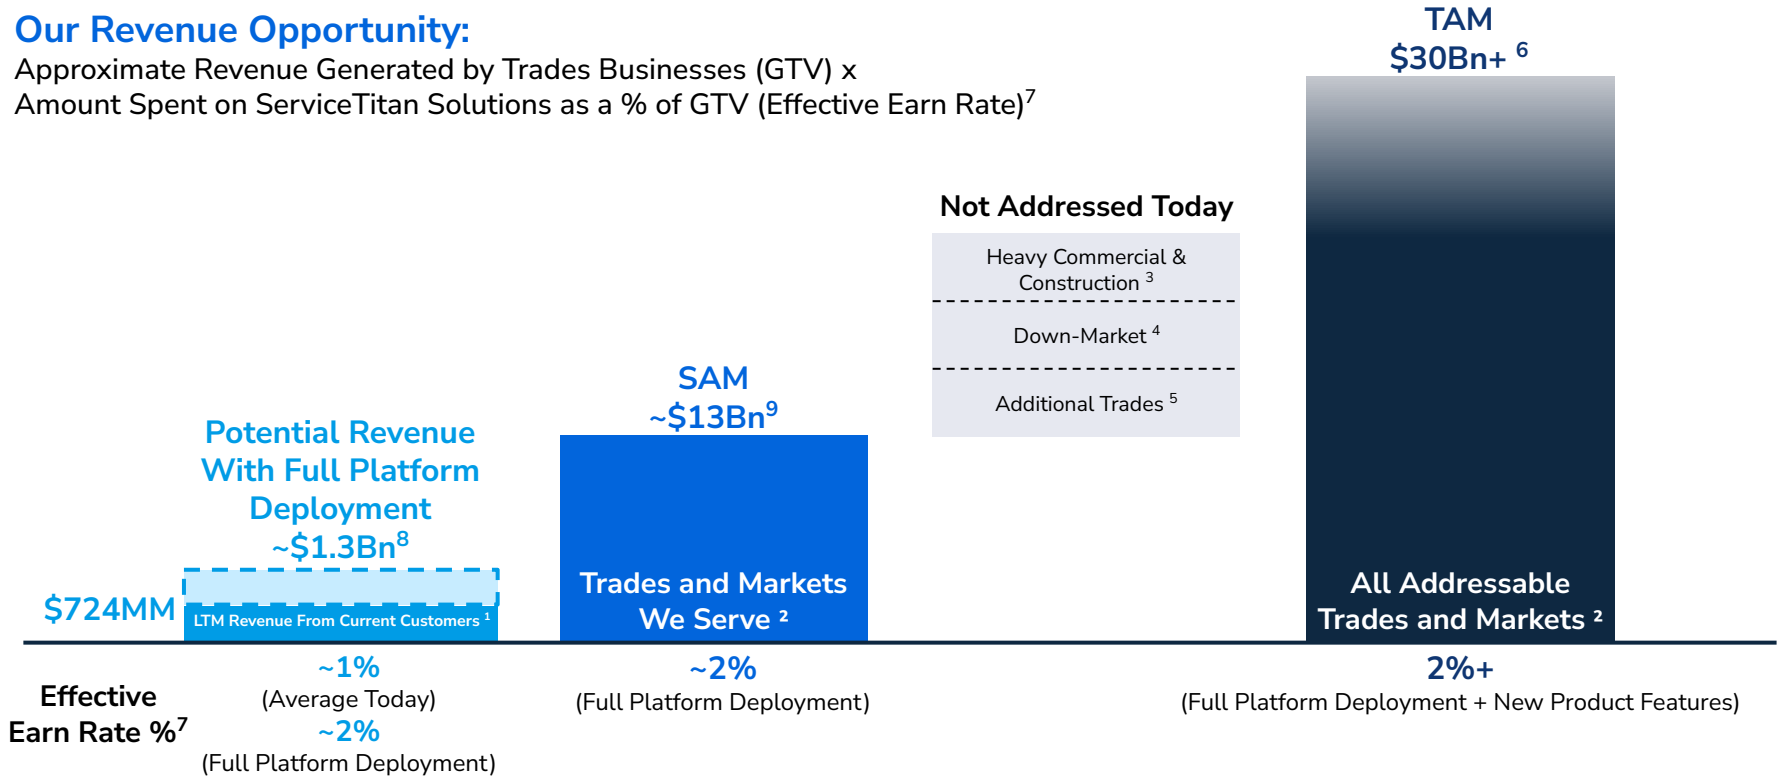 Our Revenue Opportunity:
Approximate Revenue Generated by Trades Businesses (GTV) x
Amount Spent on ServiceTitan Solutions as a % of GTV (Effective Earn Rate)7
Potential Revenue
With Full Platform
Deployment
~$1.3Bn8
$724MM
LTM Revenue From Current Customers 1
SAM
~$13Bn9
Trades and Markets
We Serve 2
Not Addressed Today
Heavy Commercial &
Construction 3
Down-Market 4
Additional Trades 5
TAM
$30Bn+ 6
All Addressable
Trades and Markets 2
Effective
Earn Rate %7
~1%
(Average Today)
~2%
(Full Platform Deployment)
~2%
(Full Platform Deployment)
2%+
(Full Platform Deployment + New Product Features)